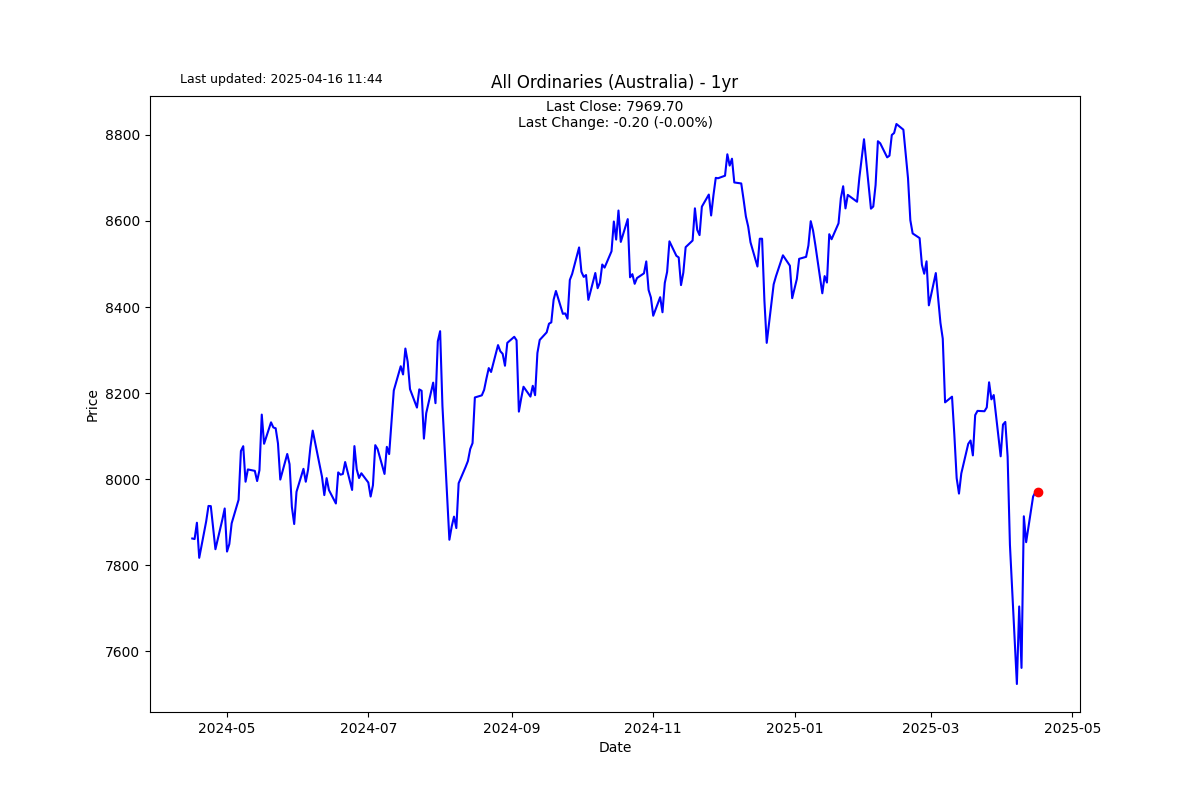 Last updated: 2025-04-16 11:44
All Ordinaries (Australia) - 1yr
Last Close: 7969.70
Last Change: -0.20 (-0.00%)
8800
8600
8400
8200
8000
7800
7600
Price
2024-05 2024-07 2024-09 2024-11 2025-01 2025-03 2025-05
Date